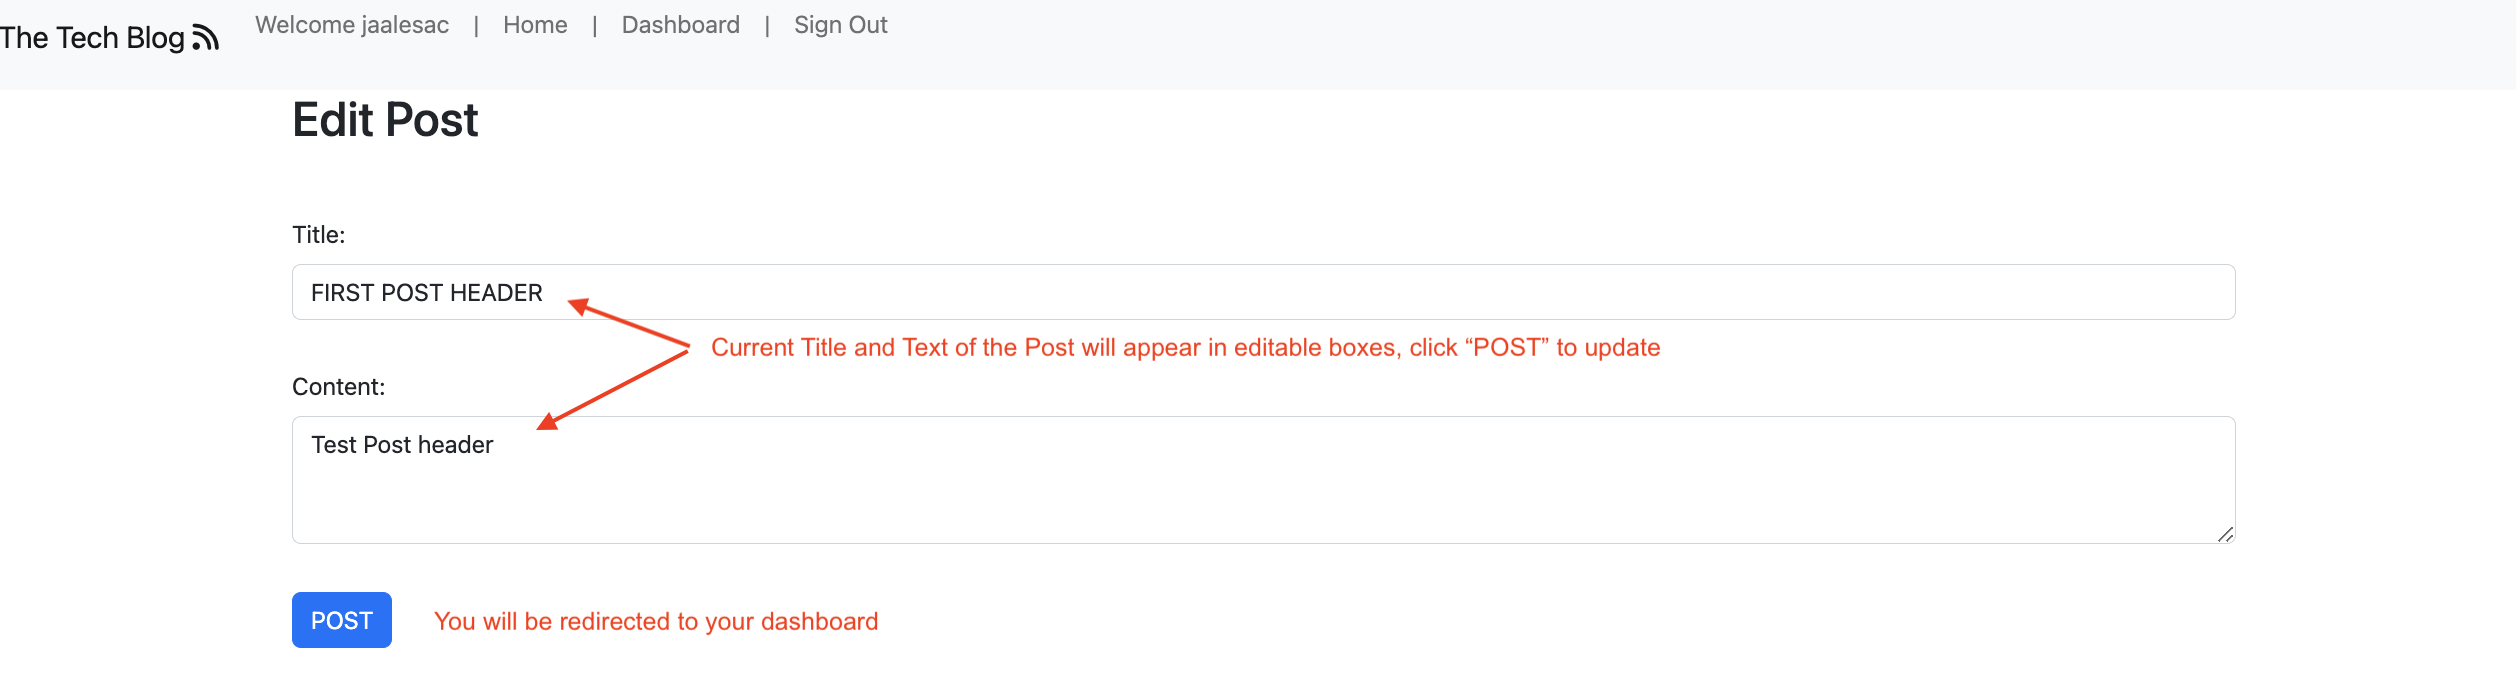 The Tech Blog
Welcome jaalesac | Home | Dashboard | Sign Out
Edit Post
Title:
FIRST POST HEADER
Current Title and Text of the Post will appear in editable boxes, click “POST” to update
Content:
Test Post header
POST
You will be redirected to your dashboard